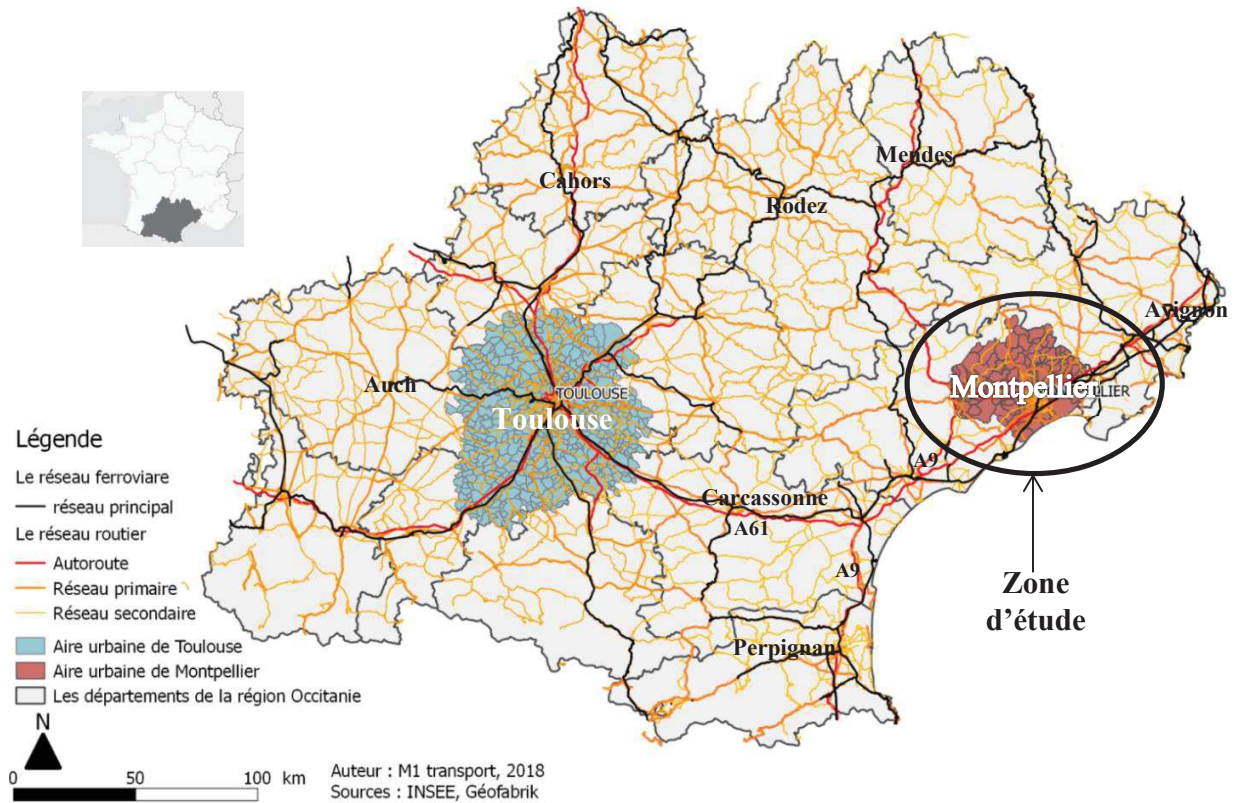 Mendes
Cahors
Rodez
Avignon
Auch
TOULOUSE
Toulouse
Montpellier
LLIER
A9
Carcassonne
A61
A9
Perpignan
Zone
d'étude
Légende
Le réseau ferroviare
réseau principal
Le réseau routier
Autoroute
Réseau primaire
Réseau secondaire
Aire urbaine de Toulouse
Aire urbaine de Montpellier
Les départements de la région Occitanie
N
0 50 100 km
Auteur : M1 transport, 2018
Sources : INSEE, Géofabrik